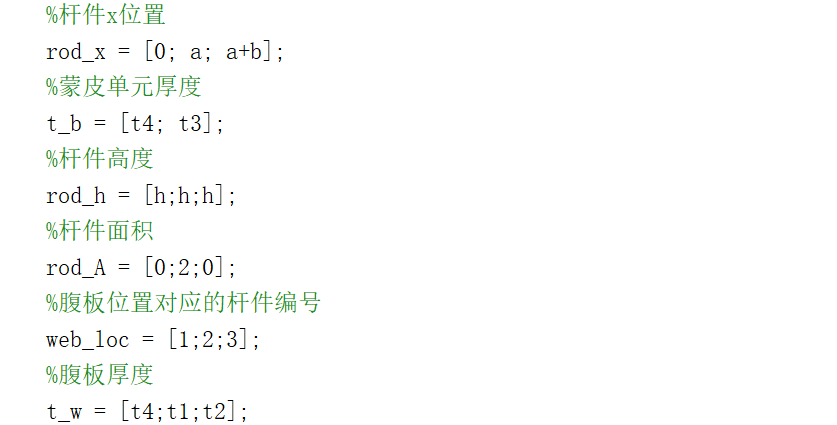 %杆件x位置
rod_x = [0; a; a+b];
%蒙皮单元厚度
t_b = [t4; t3];
%杆件高度
rod_h = [h;h;h];
%杆件面积
rod_A = [0;2;0];
%腹板位置对应的杆件编号
web_loc = [1;2;3];
%腹板厚度
t_w = [t4;t1;t2];